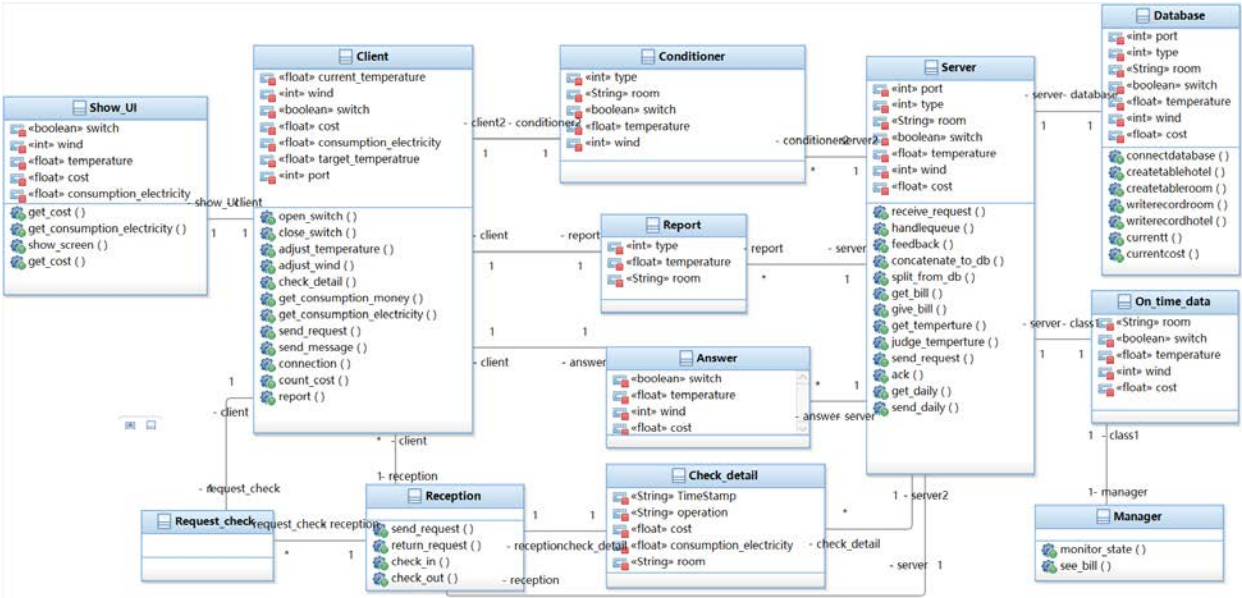 Show_UI
«boolean» switch
«int» wind
«float» temperature
«float» cost
«float» consumption_electricity
get_cost ( )
get_consumption_electricity ( )
show_screen ( )
get_cost ( )
Client
«float» current_temperature
«int» wind
«boolean» switch
«float» cost
«float» consumption_electricity
«float» target_temperatrue
«int» port
open_switch ( )
close_switch ( )
adjust_temperature ( )
adjust_wind ( )
check_detail ( )
get_consumption_money ( )
get_consumption_electricity ( )
send_request ( )
send_message ( )
connection ( )
count_cost ( )
report ( )
Conditioner
«int» type
«String» room
«boolean» switch
«float» temperature
«int» wind
Report
«int» type
«float» temperature
«String» room
Answer
«boolean» switch
«float» temperature
«int» wind
«float» cost
Check_detail
«String» TimeStamp
«String» operation
«float» cost
«float» consumption_electricity
«String» room
Server
«int» port
«int» type
«String» room
«boolean» switch
«float» temperature
«int» wind
«float» cost
receive_request ( )
handlequeue ( )
feedback ( )
concatenate_to_db ( )
split_from_db ( )
get_bill ( )
give_bill ( )
get_temperture ( )
judge_temperture ( )
send_request ( )
ack ( )
get_daily ( )
send_daily ( )
Database
«int» port
«int» type
«String» room
«boolean» switch
«float» temperature
«int» wind
«float» cost
connectdatabase ( )
createtablehotel ( )
createtableroom ( )
writerecordroom ( )
writerecordhotel ( )
currentt ( )
currentcost ( )
On_time_data
«String» room
«boolean» switch
«float» temperature
«int» wind
«float» cost
Manager
monitor_state ( )
see_bill ( )
Reception
send_request ( )
return_request ( )
check_in ( )
check_out ( )
Request_check
- show_UI
client
1 1
- client2 - conditioner2
1 1
- conditioner2
server2
* 1
- server - database
1 1
- client - report
1 1
- report - server
* 1
1 1
- client - answer
* 1
- answer server
- server - class1
1 1
1 - class1
1 - manager
1
- client
- request_check
* - client
1 - reception
request_check reception
* 1
1 1
- reception check_detail
1 - server2
*
- check_detail
- server 1
- reception